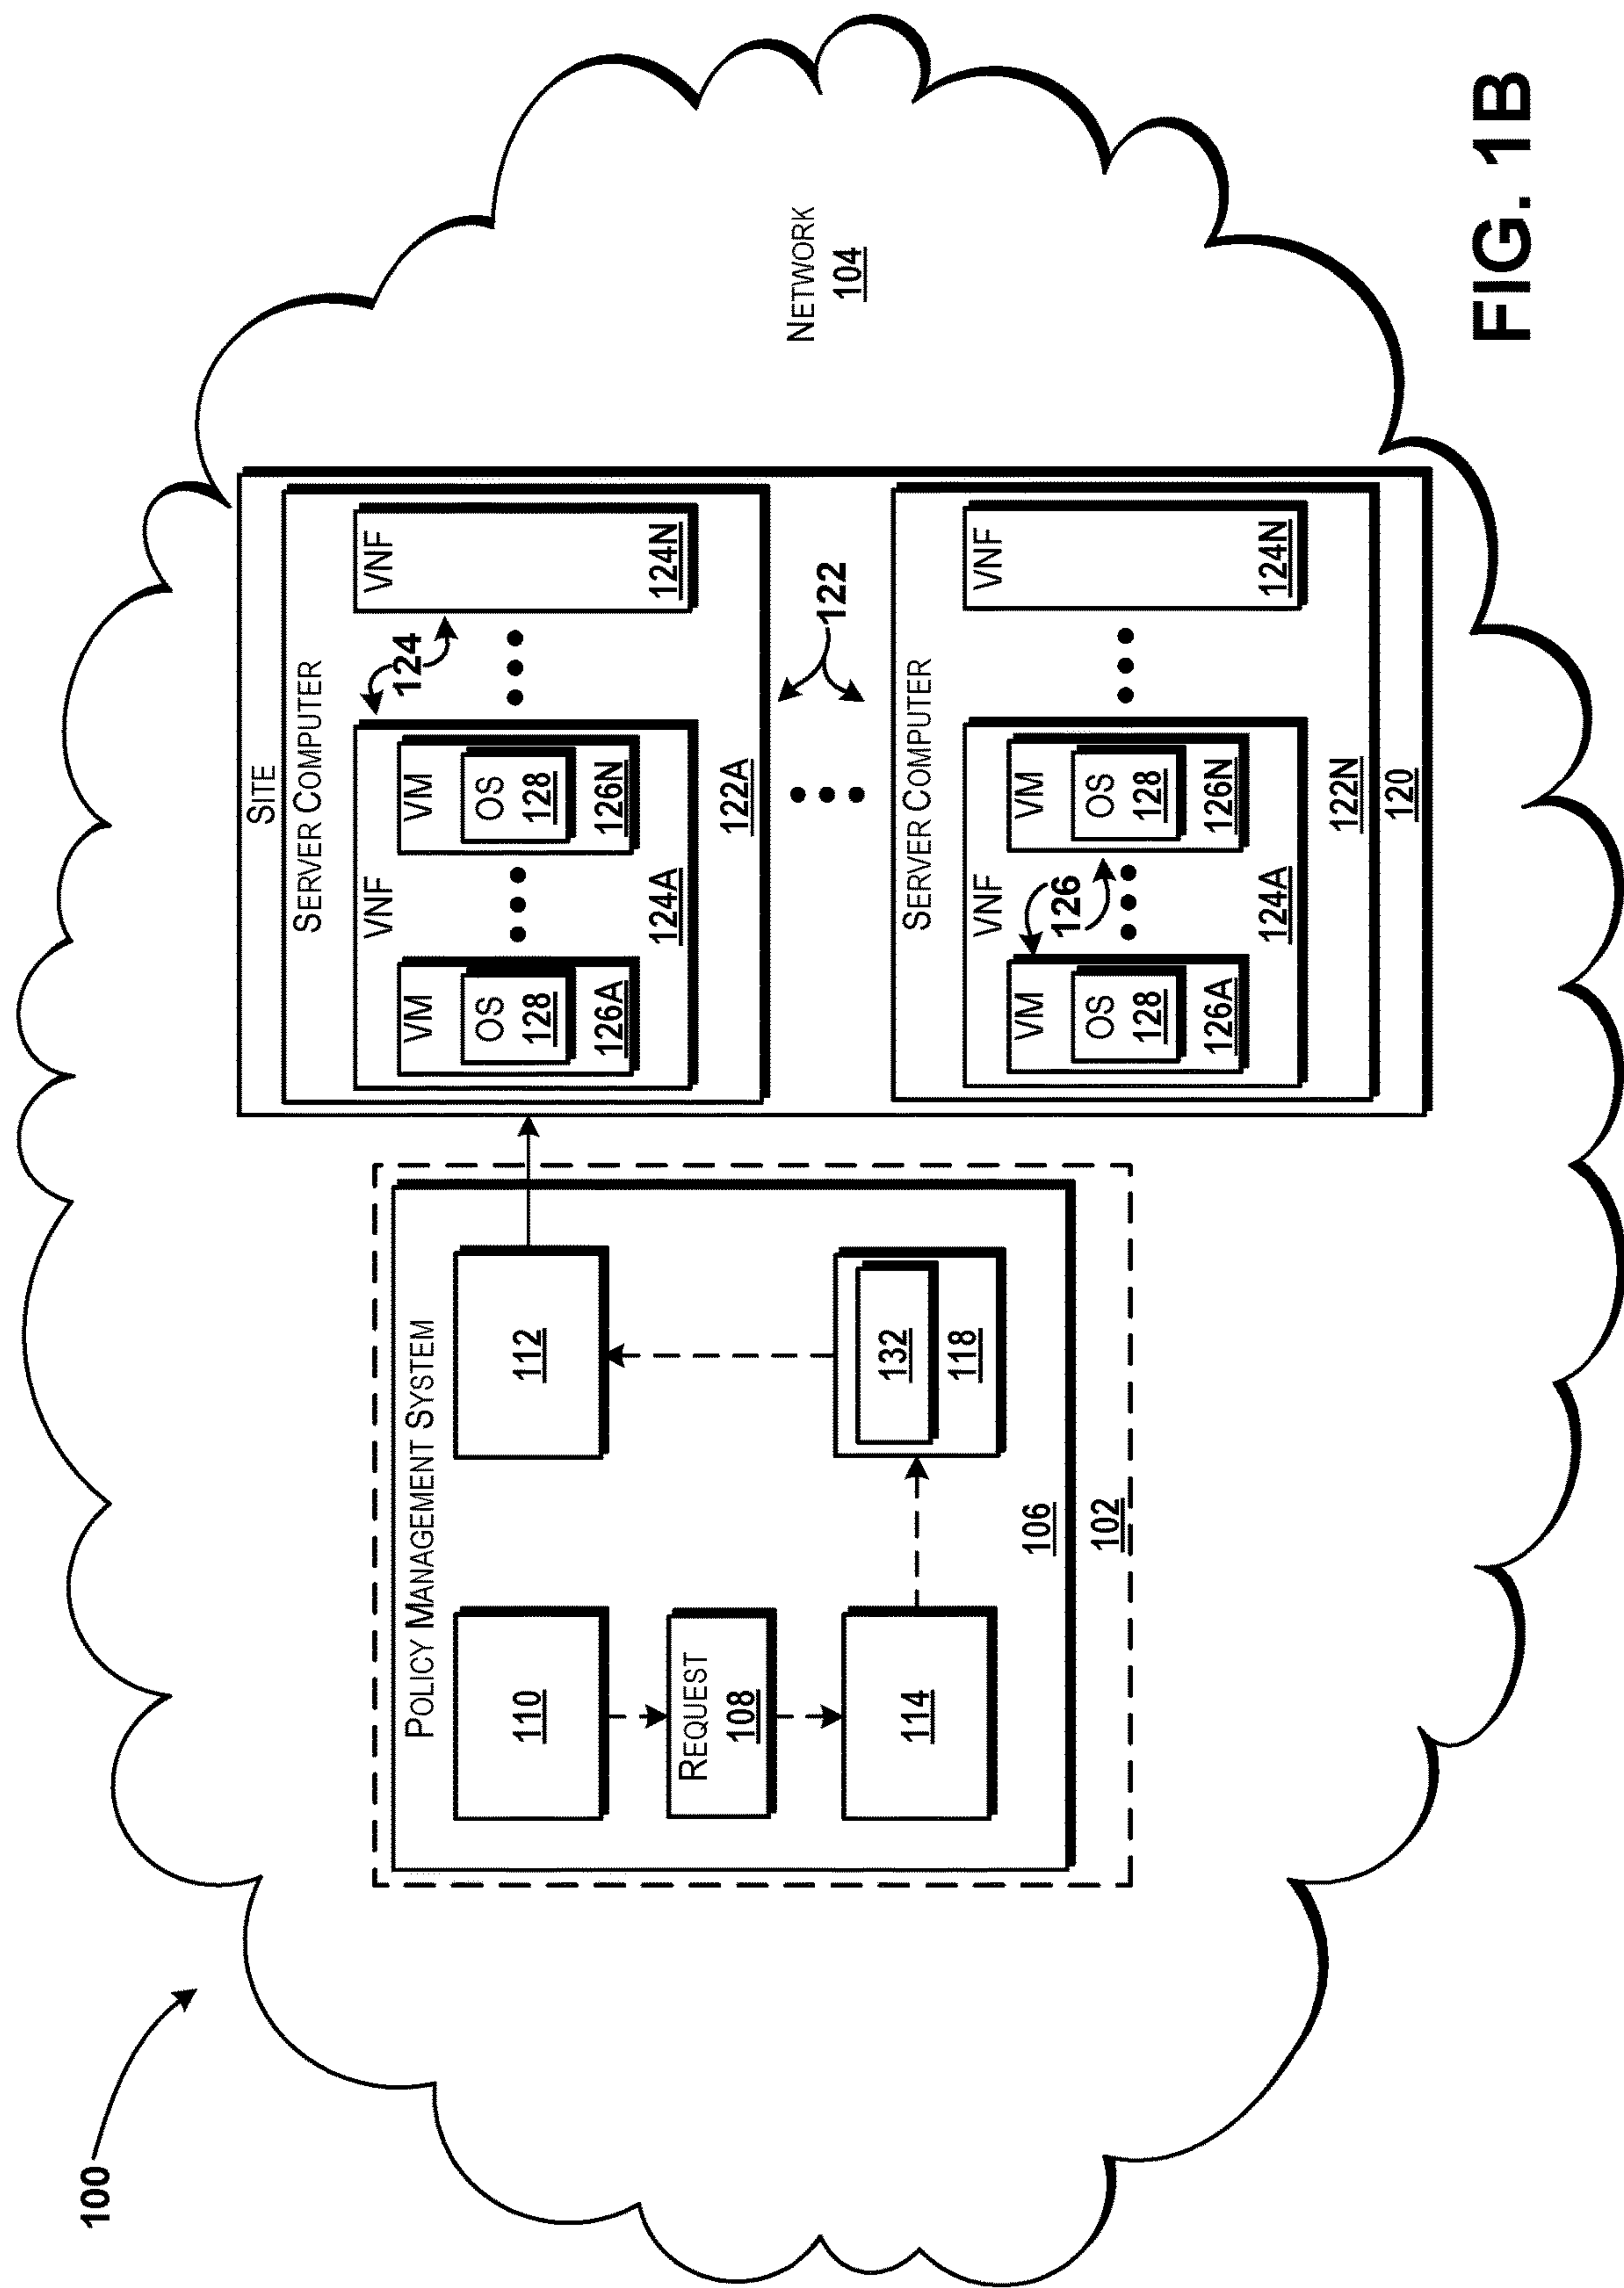 100
POLICY MANAGEMENT SYSTEM
110
REQUEST
108
114
112
132
118
106
102
SITE
SERVER COMPUTER
VNF
VM
OS
128
126A
VM
OS
128
126N
124A
124
VNF
124N
122A
122
SERVER COMPUTER
VNF
VM
OS
128
126A
126
VM
OS
128
126N
124A
VNF
124N
122N
120
NETWORK
104
FIG. 1B